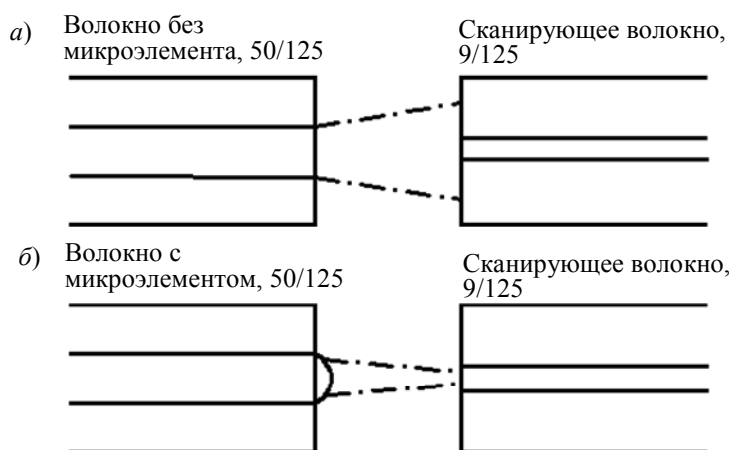 а)
Волокно без
микроэлемента, 50/125
Сканирующее волокно,
9/125
б)
Волокно с
микроэлементом, 50/125
Сканирующее волокно,
9/125